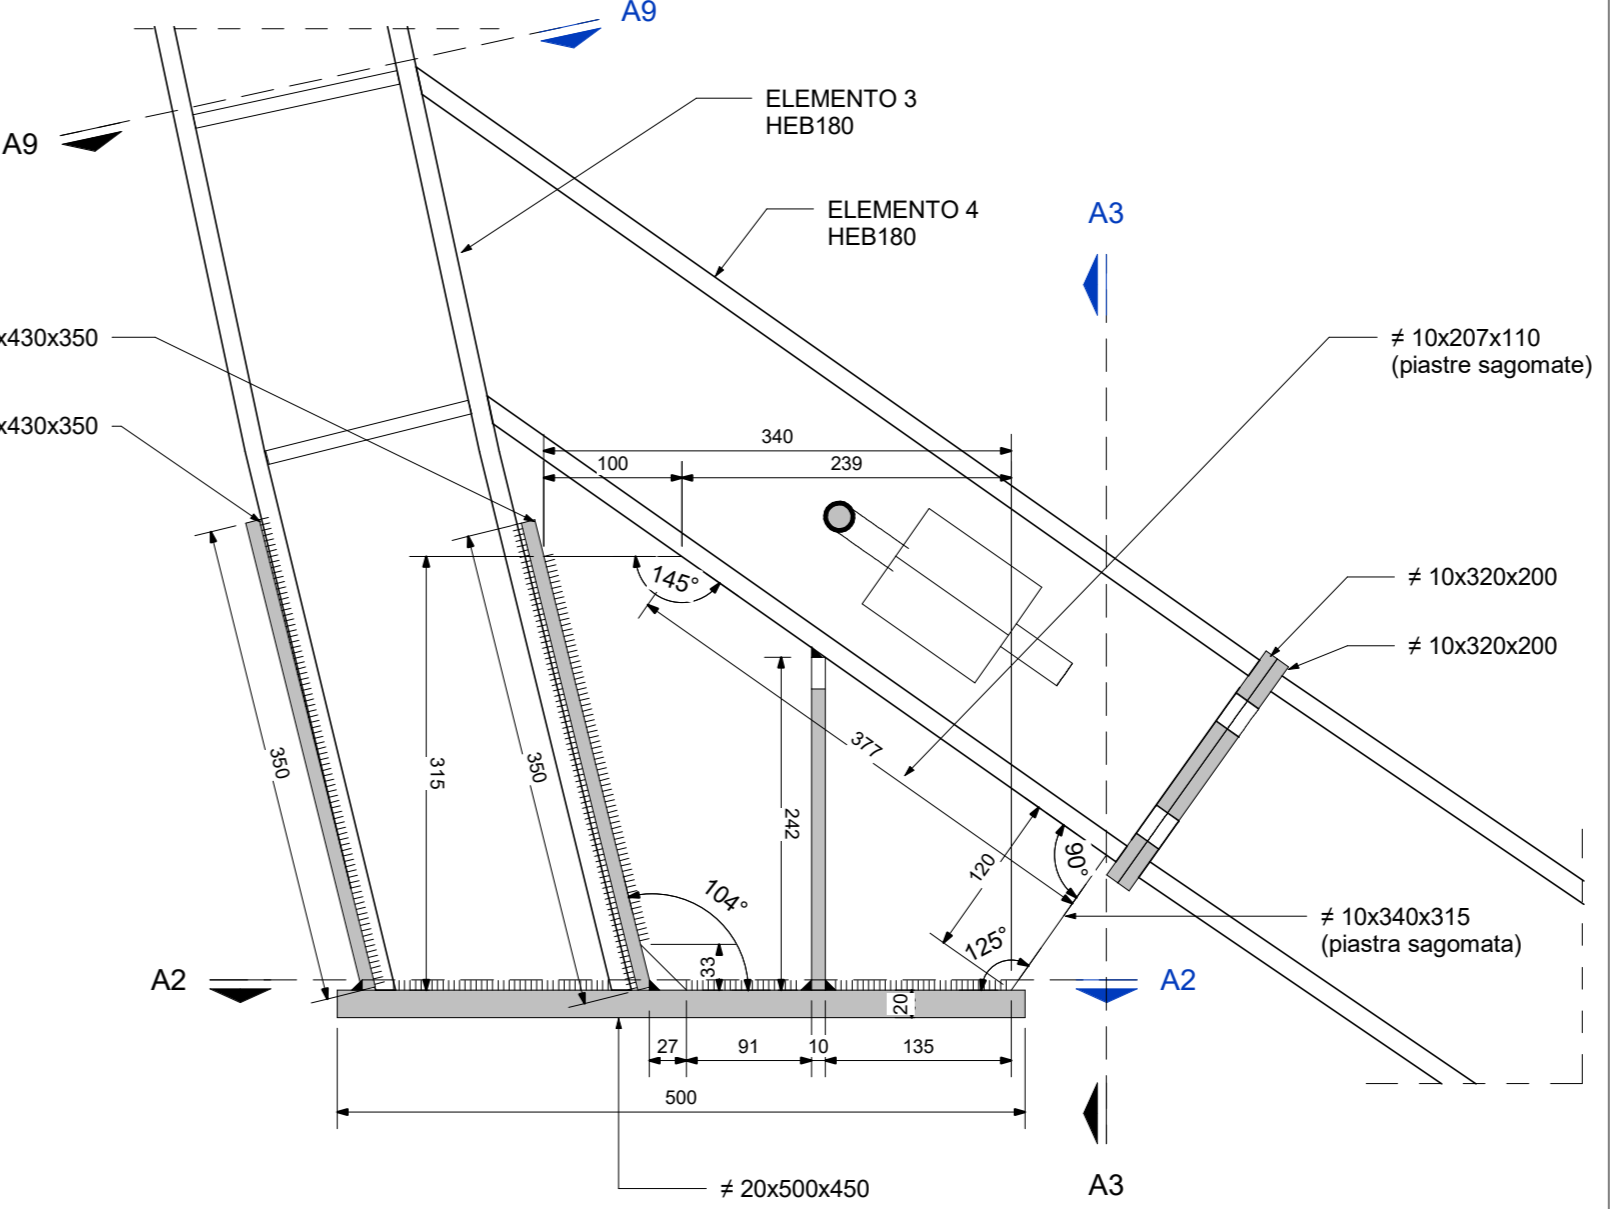 A9
A9
ELEMENTO 3
HEB180
ELEMENTO 4
HEB180
A3
x430x350
≠ 10x207x110
(piastre sagomate)
x430x350
340
100
239
145°
≠ 10x320x200
≠ 10x320x200
350
315
350
377
242
120
90°
104°
125°
≠ 10x340x315
(piastra sagomata)
33
A2
A2
20
27
91
10
135
500
≠ 20x500x450
A3